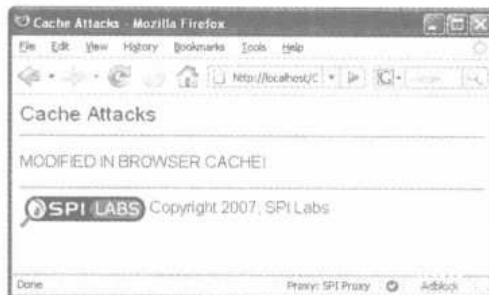 Cache Attacks - Mozilla Firefox
File Edit View History Bookmarks Tools Help
http://localhost/C
Cache Attacks
MODIFIED IN BROWSER CACHE!
SPI LABS Copyright 2007, SPI Labs
Done Proxy: SPI Proxy Adblock